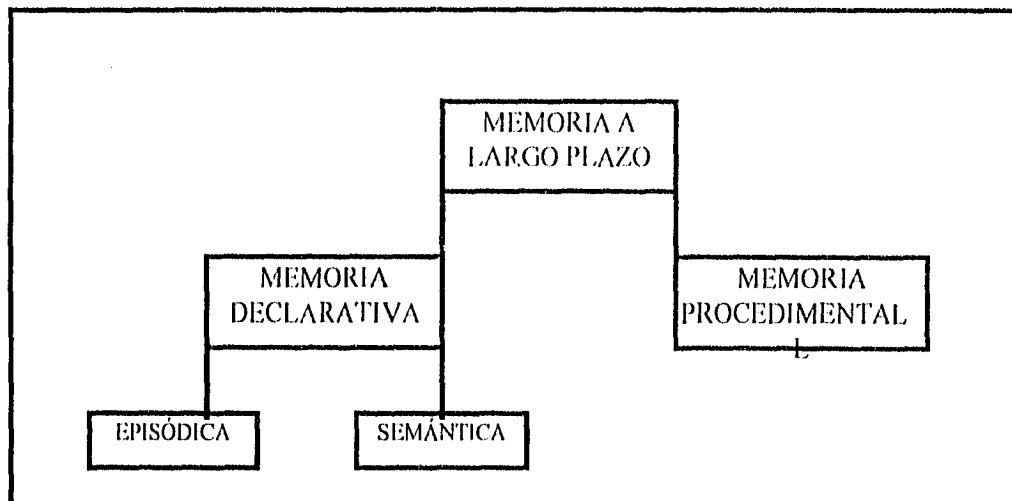 MEMORIA A
LARGO PLAZO
MEMORIA
DECLARATIVA
MEMORIA
PROCEDIMENTAL
L
EPISÓDICA
SEMÁNTICA